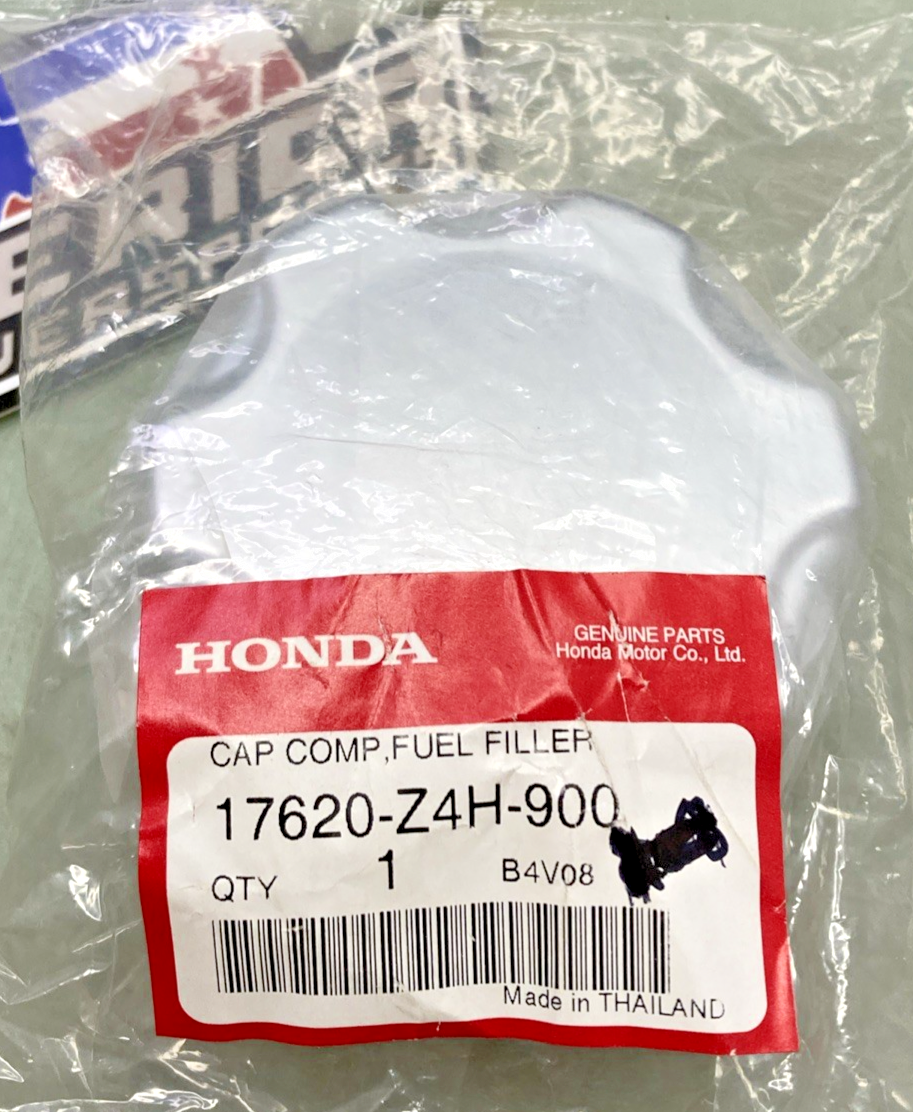 HONDA
GENUINE PARTS
Honda Motor Co., Ltd.
CAP COMP,FUEL FILLER
17620-Z4H-900
QTY 1 B4V08
Made in THAILAND